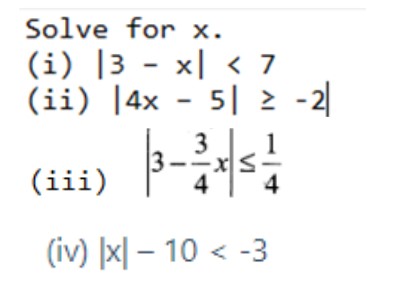 Solve for x.
(i) |3 - x| < 7
(ii) |4x - 5| ≥ -2
(iii) |3 - 3/4 x| ≤ 1/4
(iv) |x| – 10 < -3